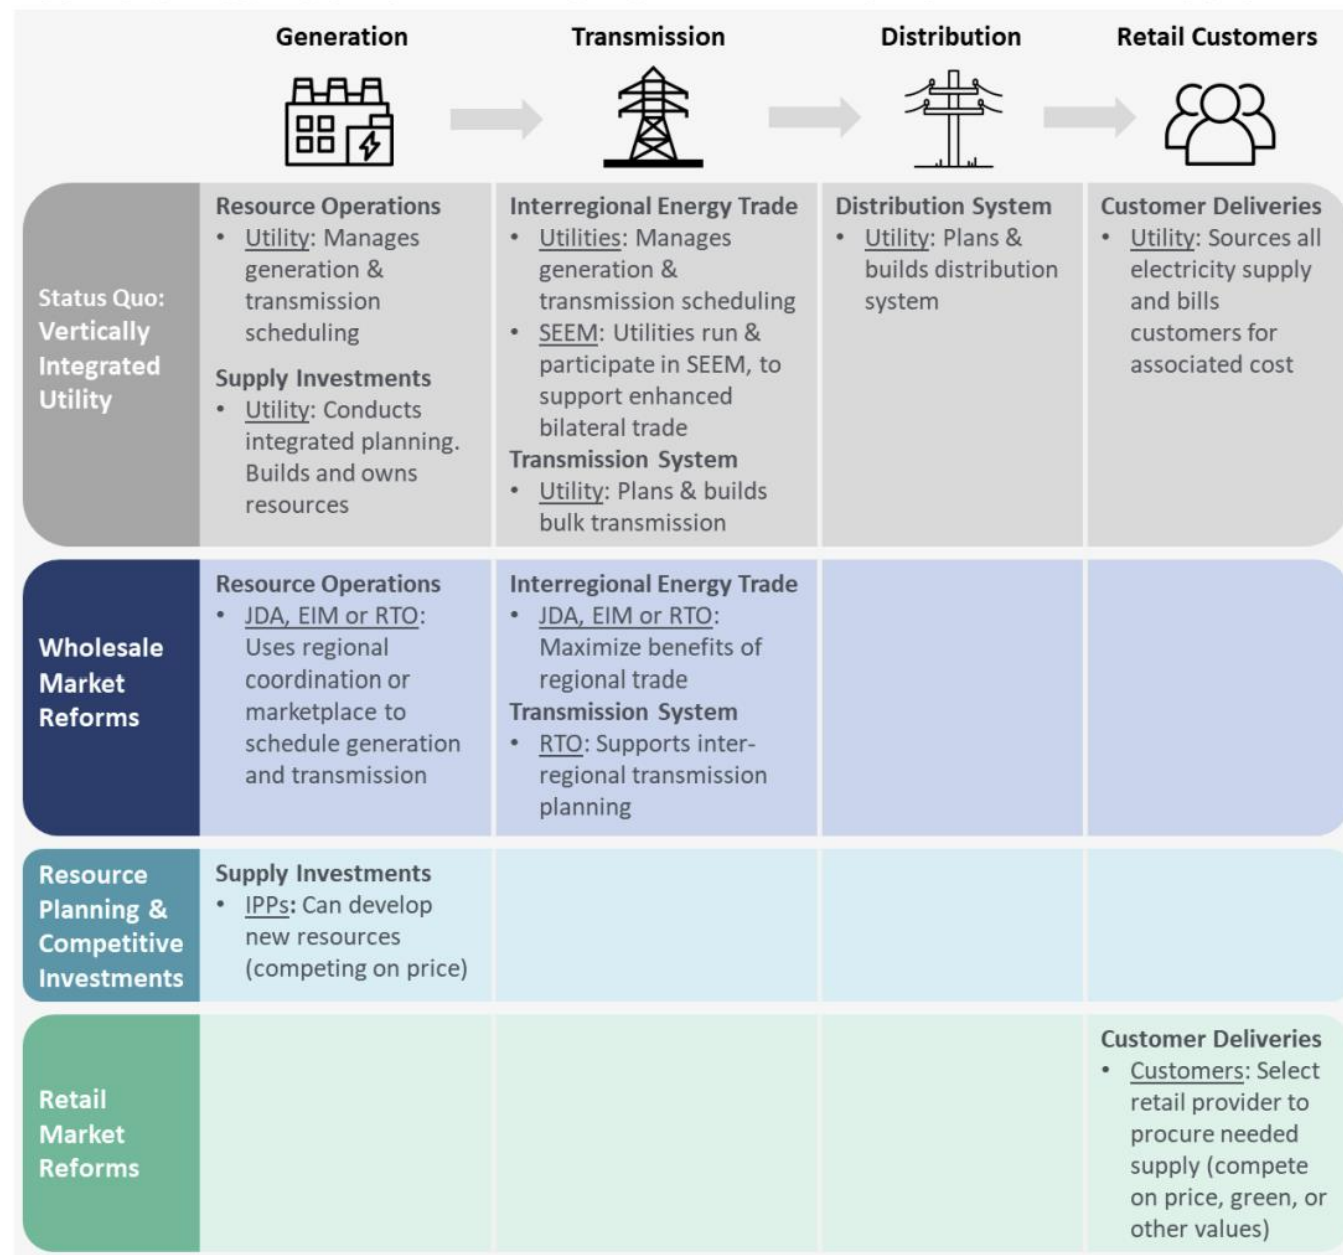 Generation
Transmission
Distribution
Retail Customers
Status Quo:
Vertically
Integrated
Utility
Resource Operations
• Utility: Manages
generation &
transmission
scheduling
Supply Investments
• Utility: Conducts
integrated planning.
Builds and owns
resources
Interregional Energy Trade
• Utilities: Manages
generation &
transmission scheduling
• SEEM: Utilities run &
participate in SEEM, to
support enhanced
bilateral trade
Transmission System
• Utility: Plans & builds
bulk transmission
Distribution System
• Utility: Plans &
builds distribution
system
Customer Deliveries
• Utility: Sources all
electricity supply
and bills
customers for
associated cost
Wholesale
Market
Reforms
Resource Operations
• JDA, EIM or RTO:
Uses regional
coordination or
marketplace to
schedule generation
and transmission
Interregional Energy Trade
• JDA, EIM or RTO:
Maximize benefits of
regional trade
Transmission System
• RTO: Supports inter-
regional transmission
planning
Resource
Planning &
Competitive
Investments
Supply Investments
• IPPs: Can develop
new resources
(competing on price)
Retail
Market
Reforms
Customer Deliveries
• Customers: Select
retail provider to
procure needed
supply (compete
on price, green, or
other values)